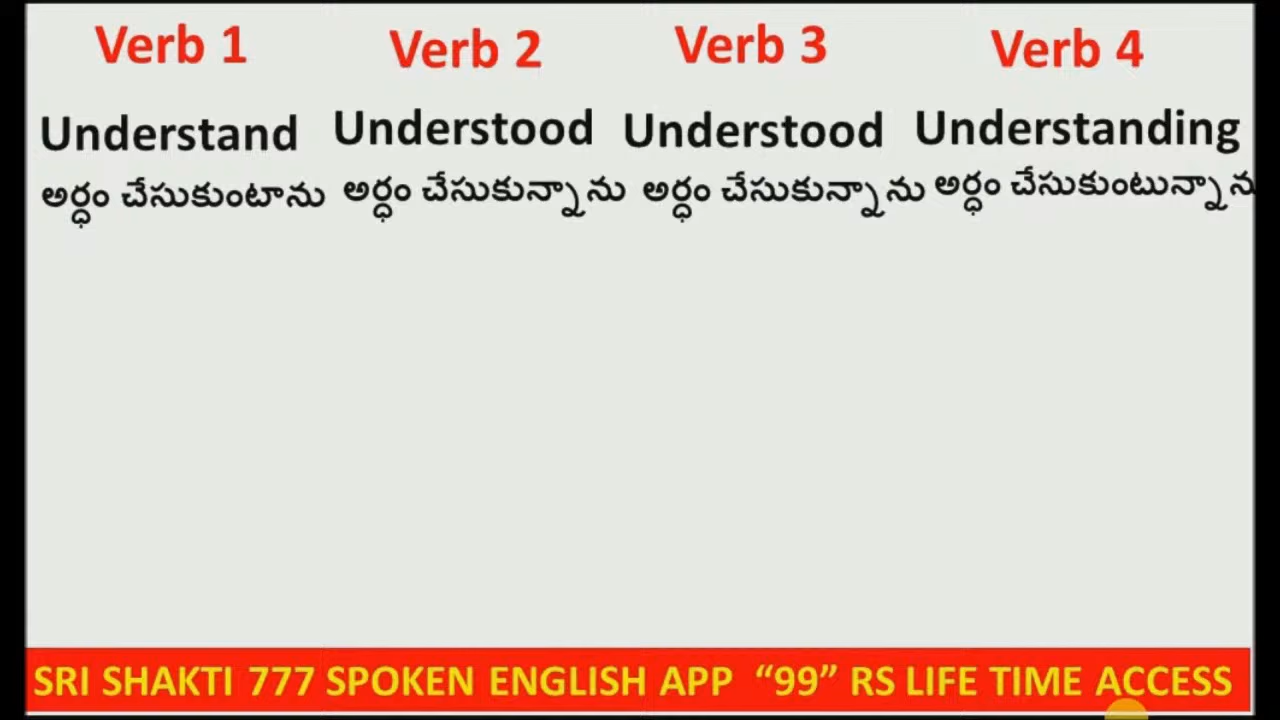 Verb 1 Verb 2 Verb 3 Verb 4
Understand Understood Understood Understanding
అర్ధం చేసుకుంటాను అర్ధం చేసుకున్నాను అర్ధం చేసుకున్నాను అర్ధం చేసుకుంటున్నాను
SRI SHAKTI 777 SPOKEN ENGLISH APP “99” RS LIFE TIME ACCESS